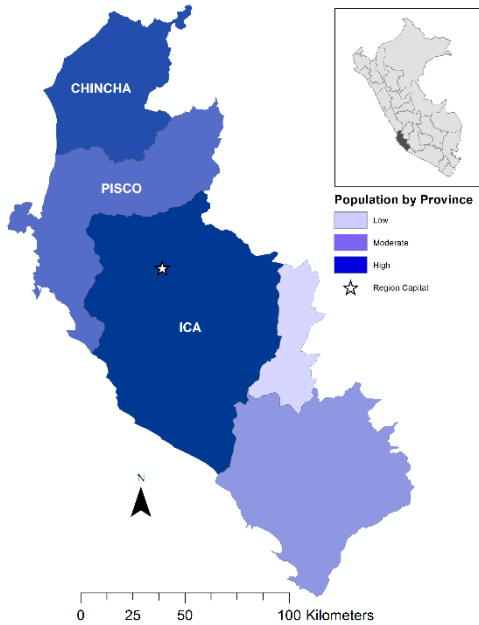 CHINCHA
PISCO
ICA
Population by Province
Low
Moderate
High
Region Capital
N
0 25 50 100 Kilometers